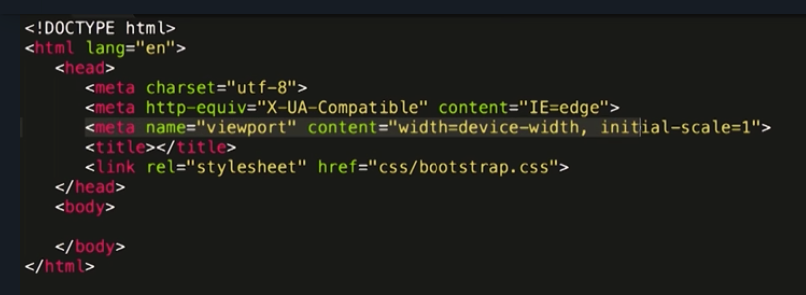 <!DOCTYPE html>
<html lang="en">
<head>
<meta charset="utf-8">
<meta http-equiv="X-UA-Compatible" content="IE=edge">
<meta name="viewport" content="width=device-width, initial-scale=1">
<title></title>
<link rel="stylesheet" href="css/bootstrap.css">
</head>
<body>
</body>
</html>